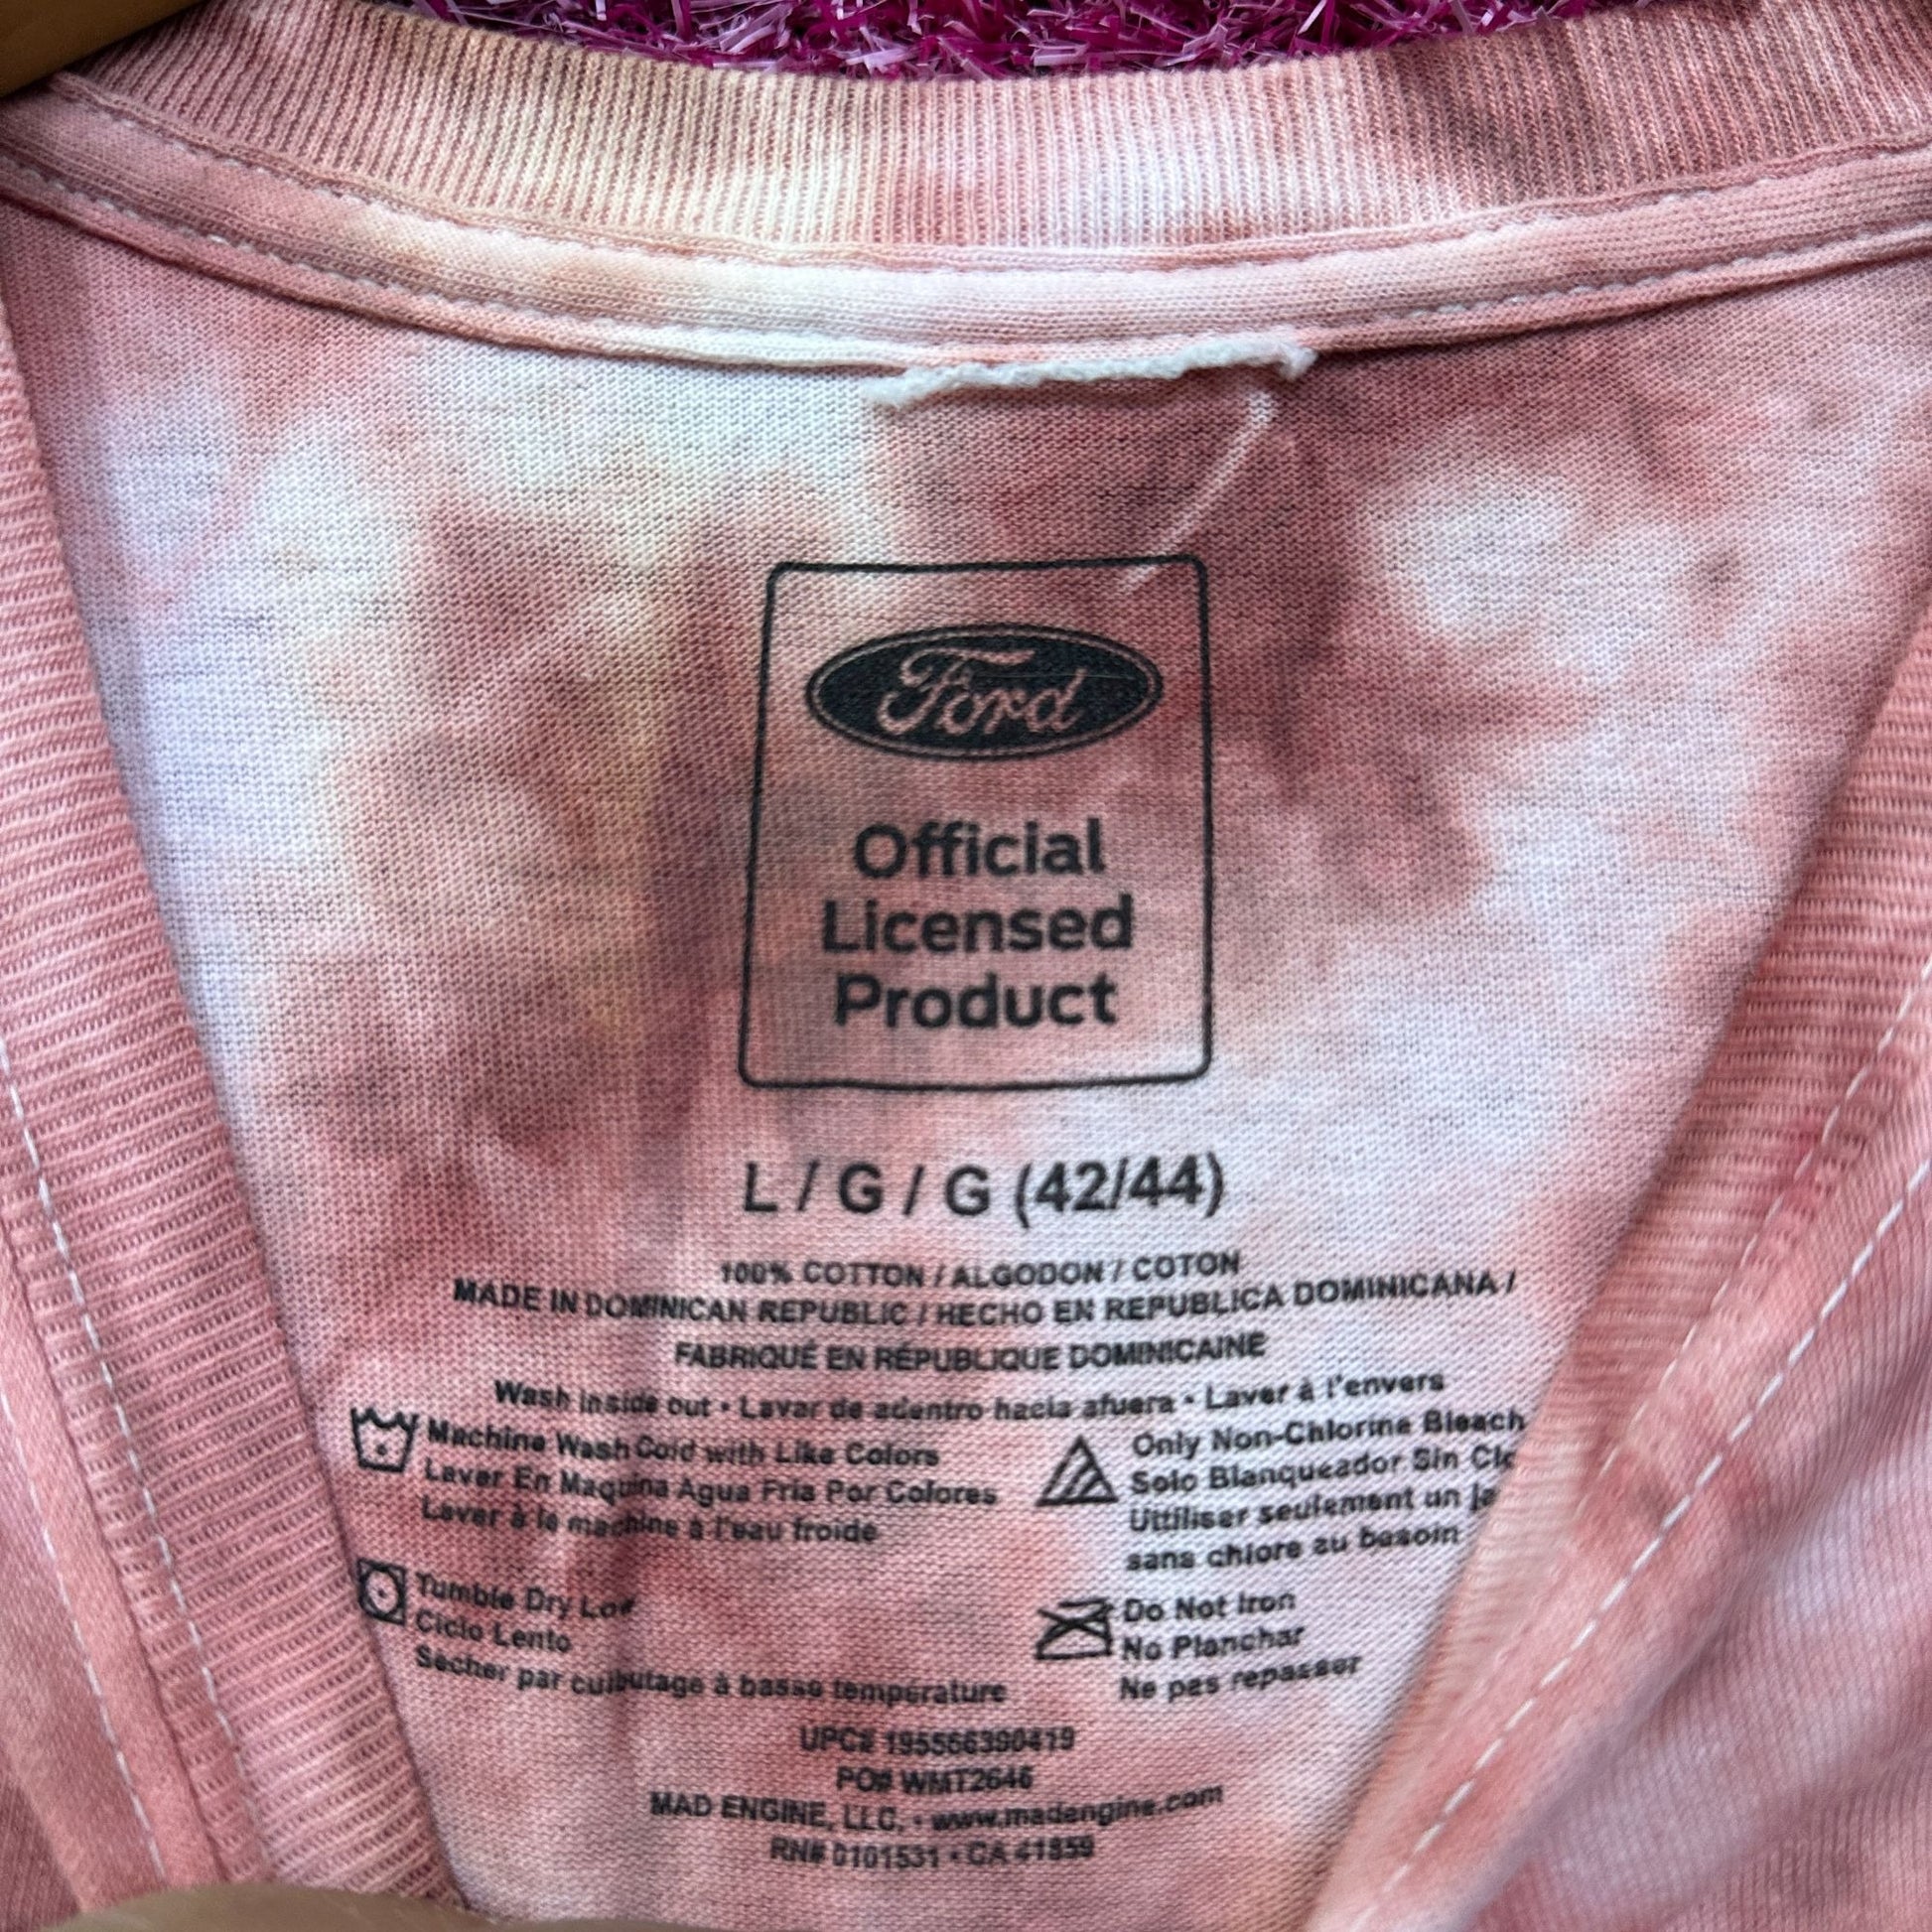 Ford
Official
Licensed
Product
L / G / G (42/44)
100% COTTON / ALGODON / COTON
MADE IN DOMINICAN REPUBLIC / HECHO EN REPUBLICA DOMINICANA /
FABRIQUÉ EN RÉPUBLIQUE DOMINICAINE
Wash inside out • Lavar de adentro hacia afuera • Laver à l'envers
Machine Wash Cold with Like Colors
Lavar En Maquina Agua Fria Por Colores
Laver à la machine à l'eau froide
Only Non-Chlorine Bleach
Solo Blanqueador Sin
Uttiliser seulement un
sans chlore au besoin
Tumble Dry Low
Ciclo Lento
Sécher par culbutage à basse température
Do Not Iron
No Planchar
Ne pas repasser
UPC# 195566390419
PO# WMT2646
MAD ENGINE, LLC. • www.madengine.com
RN# 0101531 • CA 41859